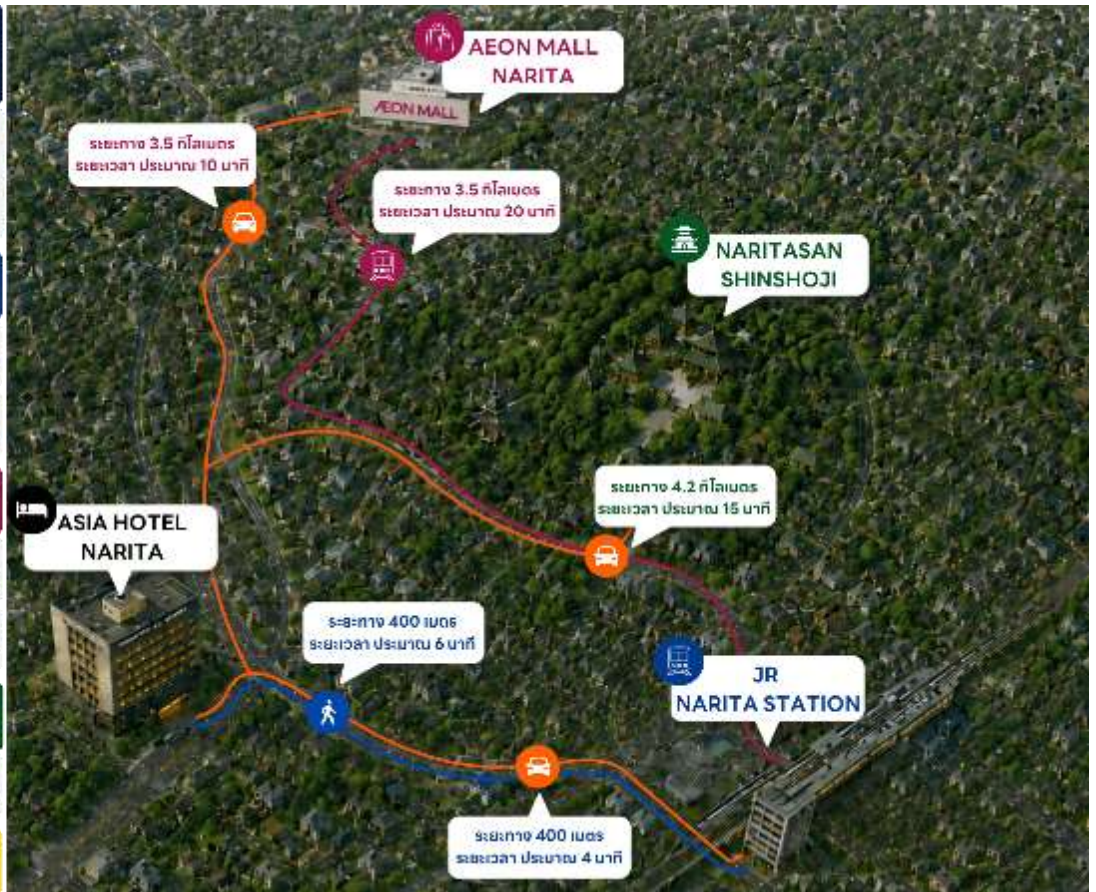 AEON MALL
NARITA
ÆON MALL
ระยะทาง 3.5 กิโลเมตร
ระยะเวลา ประมาณ 10 นาที
ระยะทาง 3.5 กิโลเมตร
ระยะเวลา ประมาณ 20 นาที
NARITASAN
SHINSHOJI
ระยะทาง 4.2 กิโลเมตร
ระยะเวลา ประมาณ 15 นาที
ASIA HOTEL
NARITA
ระยะทาง 400 เมตร
ระยะเวลา ประมาณ 6 นาที
JR
NARITA STATION
ระยะทาง 400 เมตร
ระยะเวลา ประมาณ 4 นาที